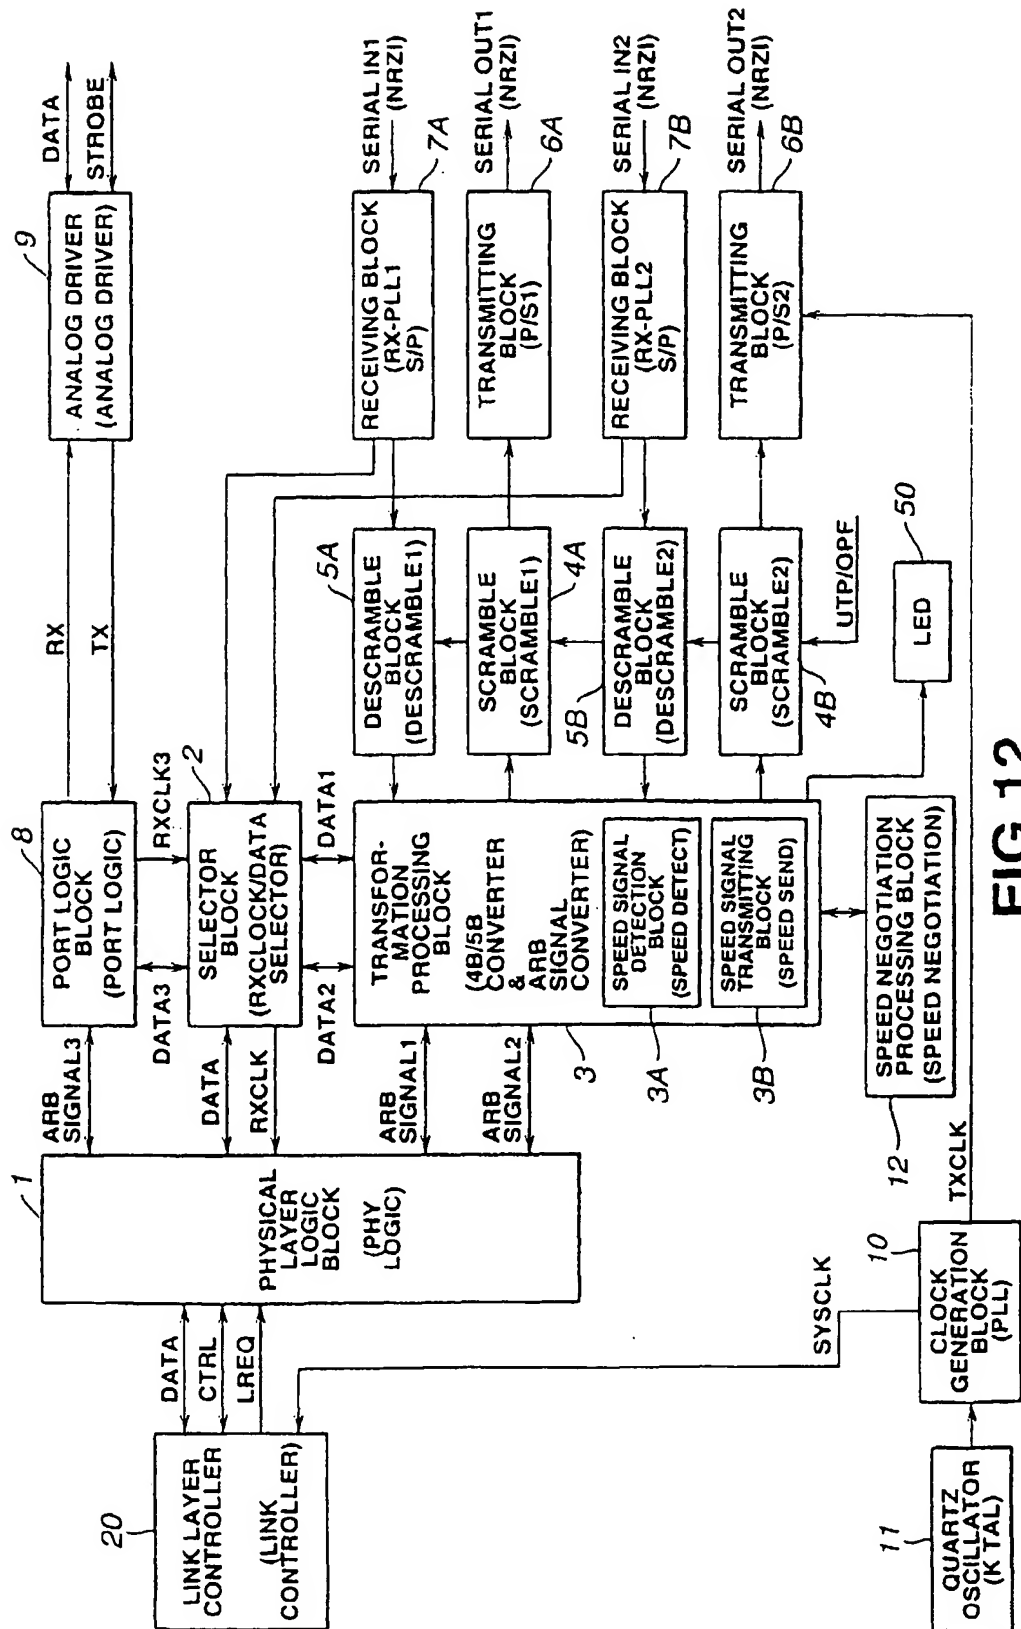 20
LINK LAYER
CONTROLLER
(LINK
CONTROLLER)
DATA
CTRL
LREQ
SYSCLK
1
PHYSICAL
LAYER
LOGIC
BLOCK
(PHY
LOGIC)
ARB
SIGNAL3
DATA
RXCLK
ARB
SIGNAL1
ARB
SIGNAL2
8
PORT LOGIC
BLOCK
(PORT LOGIC)
DATA3
RXCLK3
2
SELECTOR
BLOCK
(RXCLOCK/DATA
SELECTOR)
DATA2
DATA1
TRANSFOR-
MATION
PROCESSING
BLOCK
(4B/5B
CONVERTER
&
ARB
SIGNAL
CONVERTER)
3
SPEED SIGNAL
DETECTION
BLOCK
(SPEED DETECT)
3A
SPEED SIGNAL
TRANSMITTING
BLOCK
(SPEED SEND)
3B
SPEED NEGOTIATION
PROCESSING BLOCK
(SPEED NEGOTIATION)
12
RX
TX
9
ANALOG DRIVER
(ANALOG DRIVER)
DATA
STROBE
5A
DESCRAMBLE
BLOCK
(DESCRAMBLE1)
SCRAMBLE
BLOCK
(SCRAMBLE1)
4A
5B
DESCRAMBLE
BLOCK
(DESCRAMBLE2)
SCRAMBLE
BLOCK
(SCRAMBLE2)
4B
UTP/OPF
LED
50
RECEIVING BLOCK
(RX-PLL1
S/P)
7A
SERIAL IN1
(NRZI)
TRANSMITTING
BLOCK
(P/S1)
6A
SERIAL OUT1
(NRZI)
RECEIVING BLOCK
(RX-PLL2
S/P)
7B
SERIAL IN2
(NRZI)
TRANSMITTING
BLOCK
(P/S2)
6B
SERIAL OUT2
(NRZI)
11
QUARTZ
OSCILLATOR
(K TAL)
10
CLOCK
GENERATION
BLOCK
(PLL)
TXCLK
FIG.12